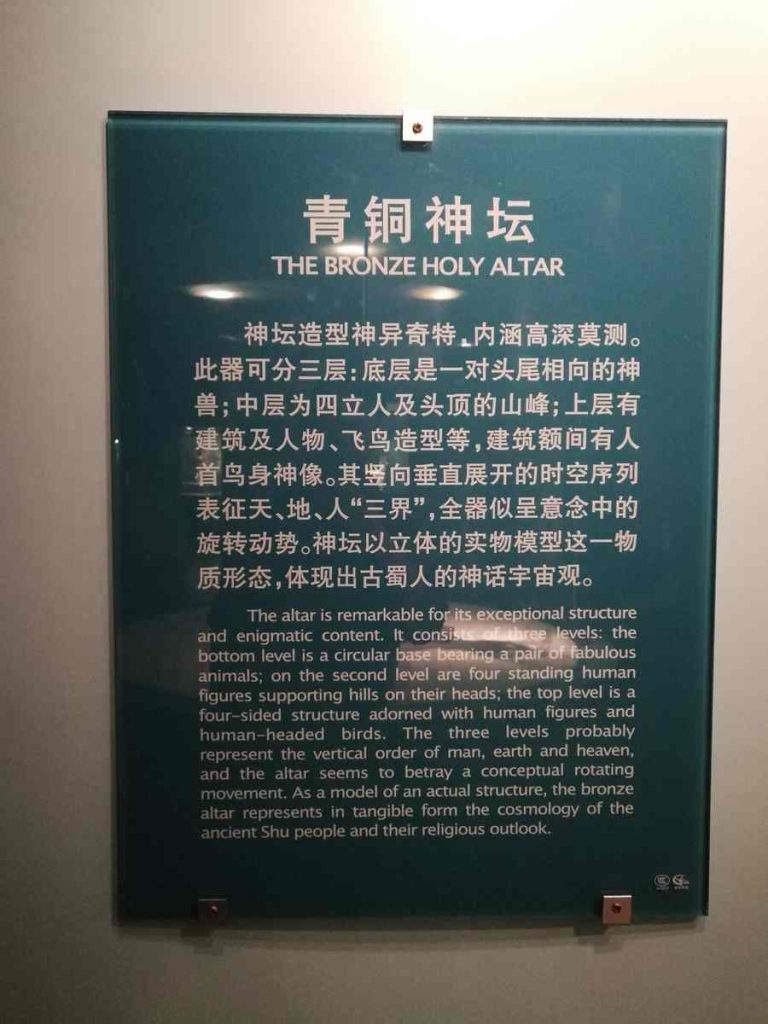 青铜神坛
THE BRONZE HOLY ALTAR
神坛造型神异奇特，内涵高深莫测。
此器可分三层：底层是一对头尾相向的神
兽；中层为四立人及头顶的山峰；上层有
建筑及人物、飞鸟造型等，建筑额间有人
首鸟身神像。其竖向垂直展开的时空序列
表征天、地、人“三界”，全器似呈意念中的
旋转动势。神坛以立体的实物模型这一物
质形态，体现出古蜀人的神话宇宙观。
The altar is remarkable for its exceptional structure
and enigmatic content. It consists of three levels: the
bottom level is a circular base bearing a pair of fabulous
animals; on the second level are four standing human
figures supporting hills on their heads; the top level is a
four-sided structure adorned with human figures and
human-headed birds. The three levels probably
represent the vertical order of man, earth and heaven,
and the altar seems to betray a conceptual rotating
movement. As a model of an actual structure, the bronze
altar represents in tangible form the cosmology of the
ancient Shu people and their religious outlook.